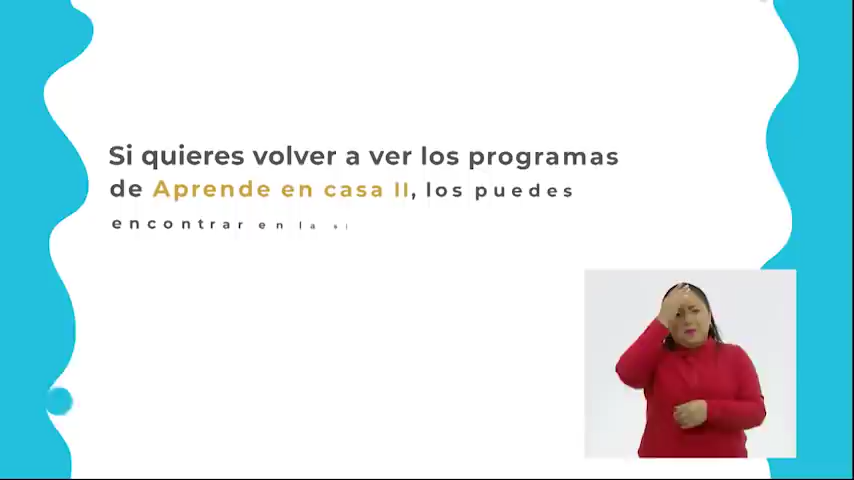 Si quieres volver a ver los programas
de Aprende en casa II, los puedes
encontrar en la